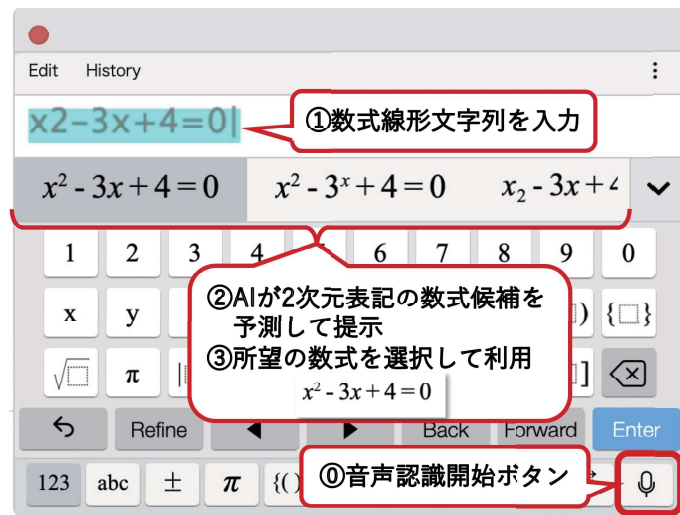 Edit History
x2-3x+4=0
①数式線形文字列を入力
x² - 3x + 4 = 0 x² - 3ˣ + 4 = 0 x₂ - 3x +
1 2 3 4 6 7 8 9 0
②AIが2次元表記の数式候補を
予測して提示
③所望の数式を選択して利用
x² - 3x + 4 = 0
x y ) {□}
√□ π | ]
Refine Back Forward Enter
123 abc ± π {()
⓪音声認識開始ボタン